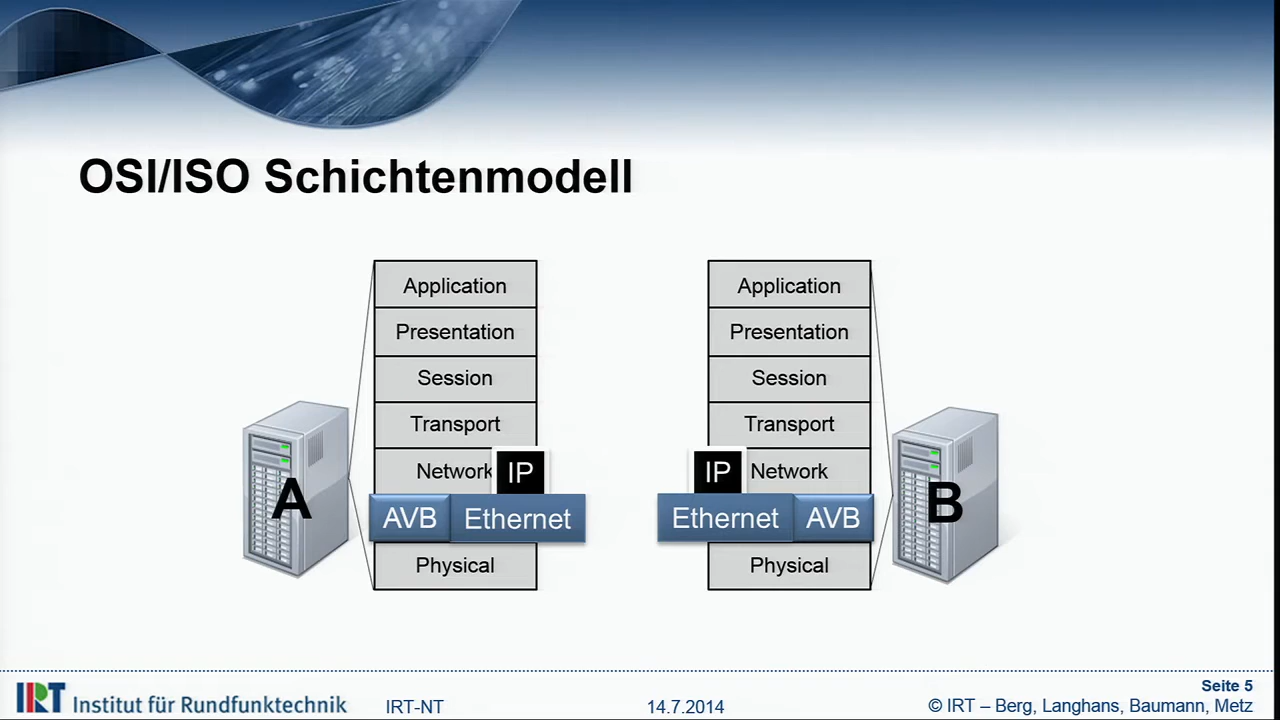 OSI/ISO Schichtenmodell
Application
Presentation
Session
Transport
Network
IP
AVB
Ethernet
Physical
A
Application
Presentation
Session
Transport
IP
Network
Ethernet
AVB
Physical
B
Seite 5
IRT Institut für Rundfunktechnik
IRT-NT
14.7.2014
© IRT – Berg, Langhans, Baumann, Metz